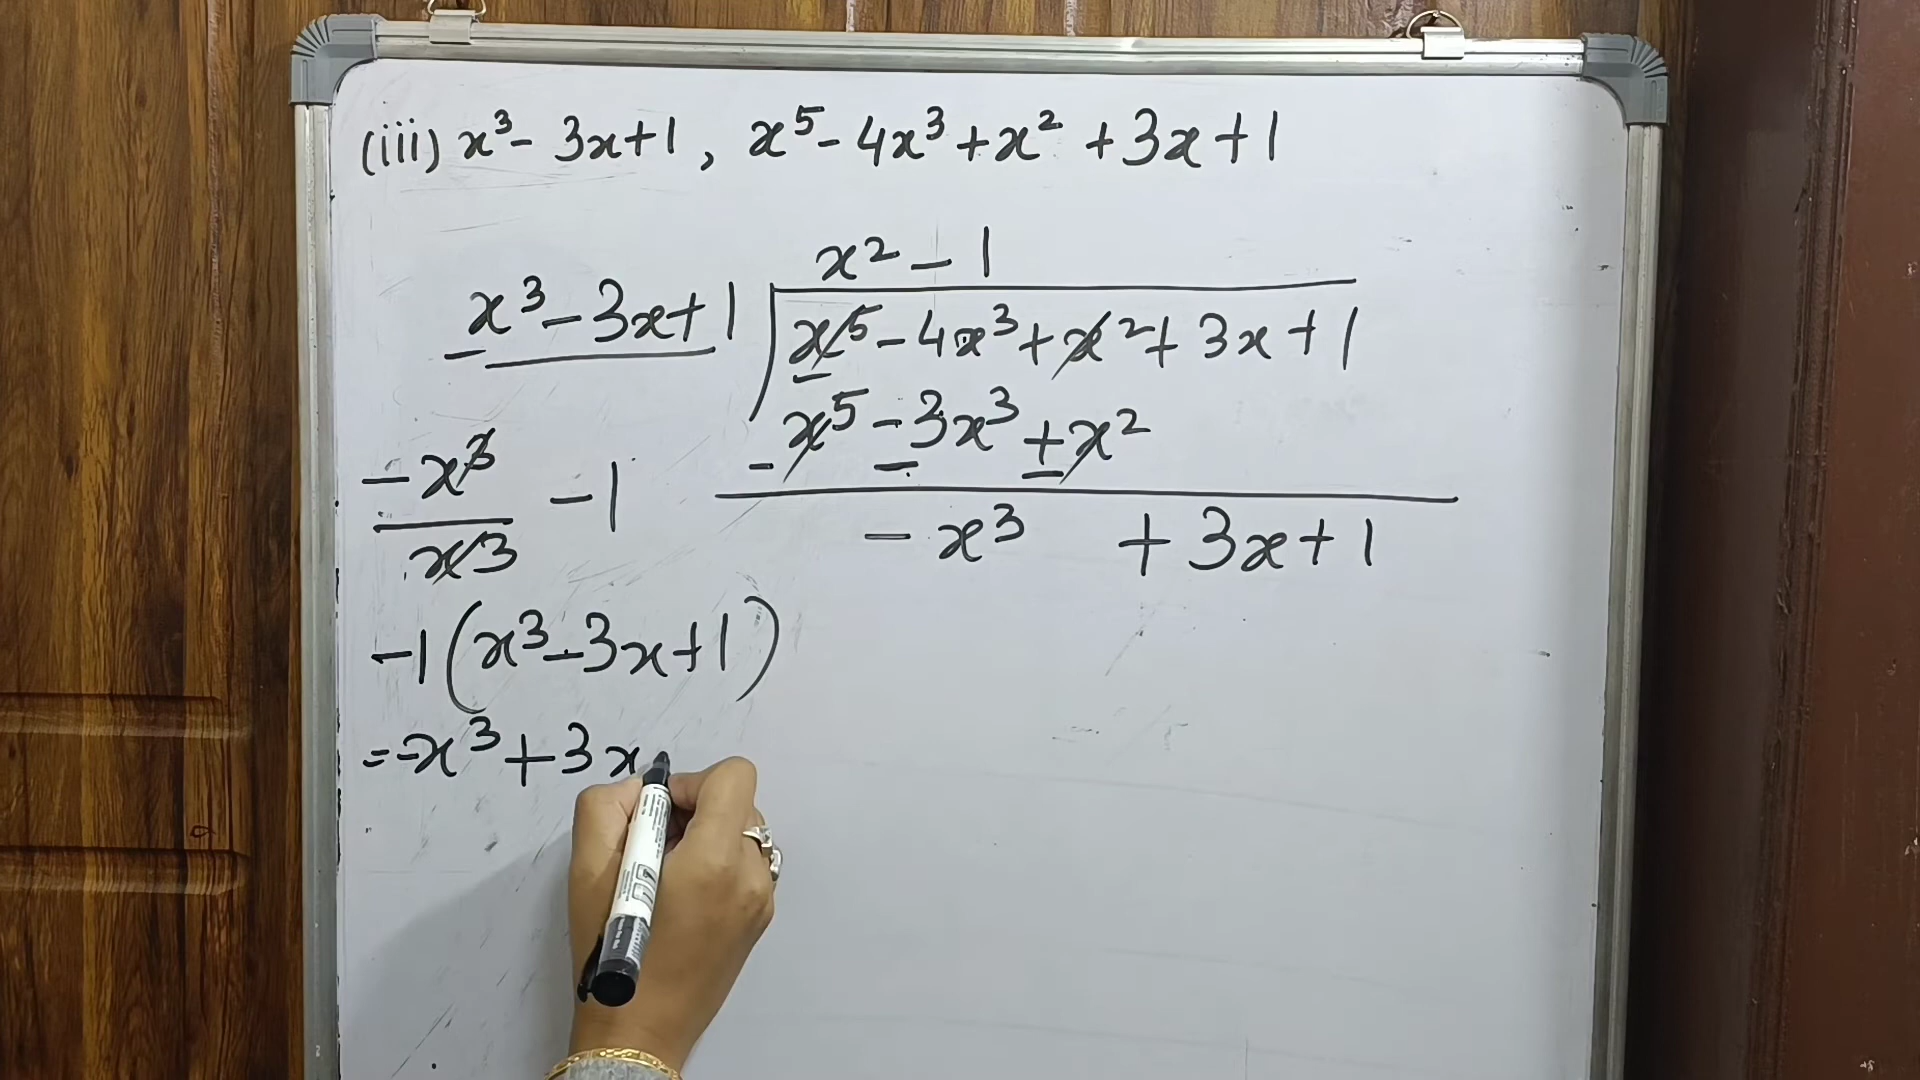 (iii) x³ - 3x + 1 , x⁵ - 4x³ + x² + 3x + 1
x² - 1
x³ - 3x + 1 ) x⁵ - 4x³ + x² + 3x + 1
x⁵ - 3x³ + x²
- - -
- x³ + 3x + 1
- x³
x³
- 1
-1 (x³ - 3x + 1)
= -x³ + 3x